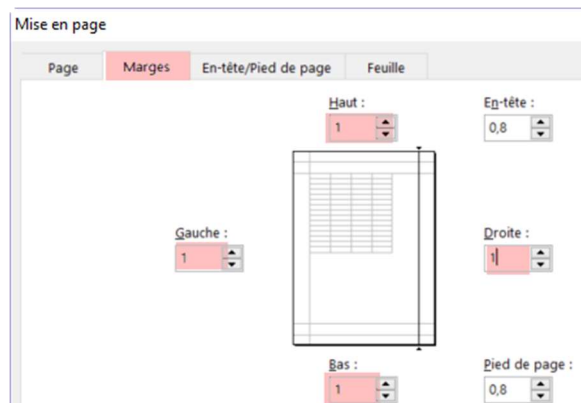 Mise en page
Page Marges En-tête/Pied de page Feuille
Haut : En-tête :
1 0,8
Gauche : Droite :
1 1
Bas : Pied de page :
1 0,8